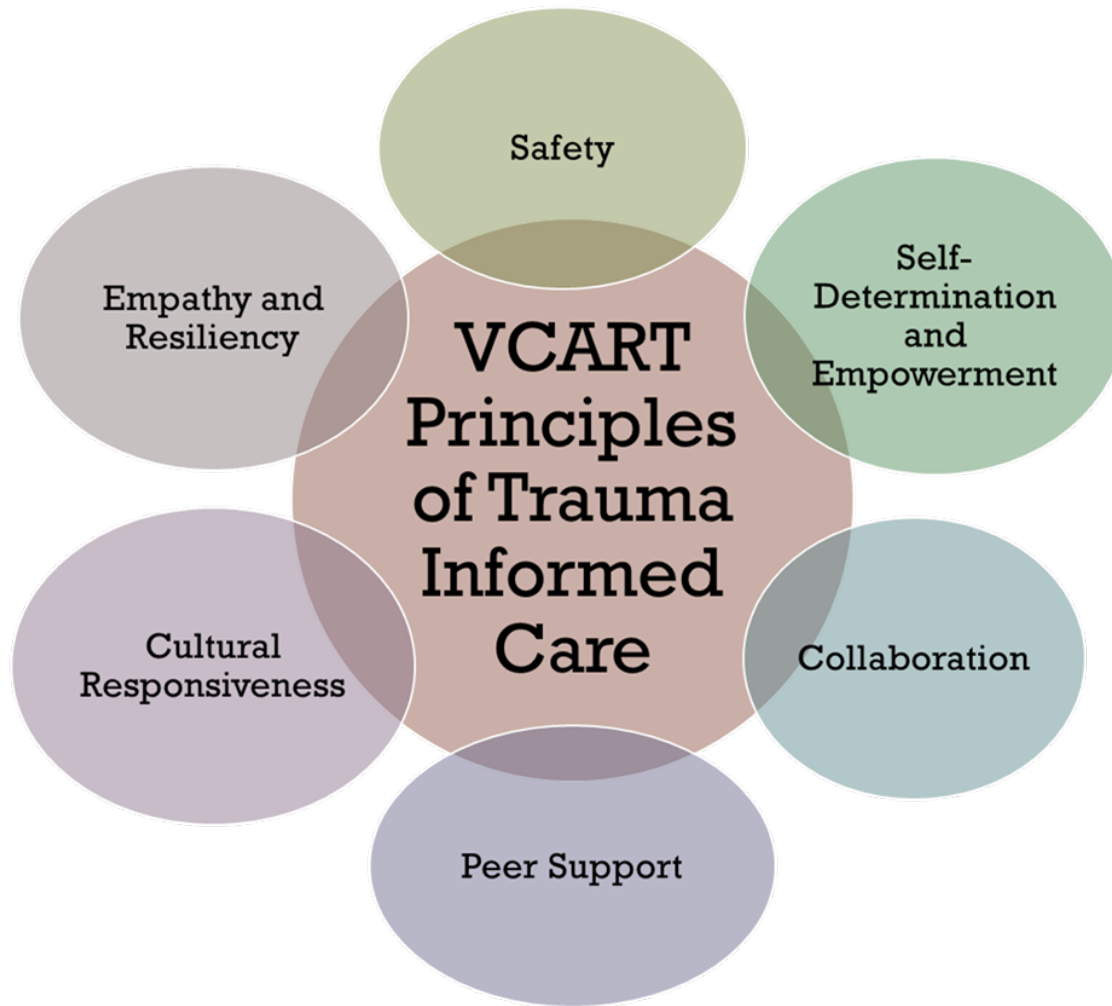 Safety
Self-
Determination
and
Empowerment
Collaboration
Peer Support
Cultural
Responsiveness
Empathy and
Resiliency
VCART
Principles
of Trauma
Informed
Care